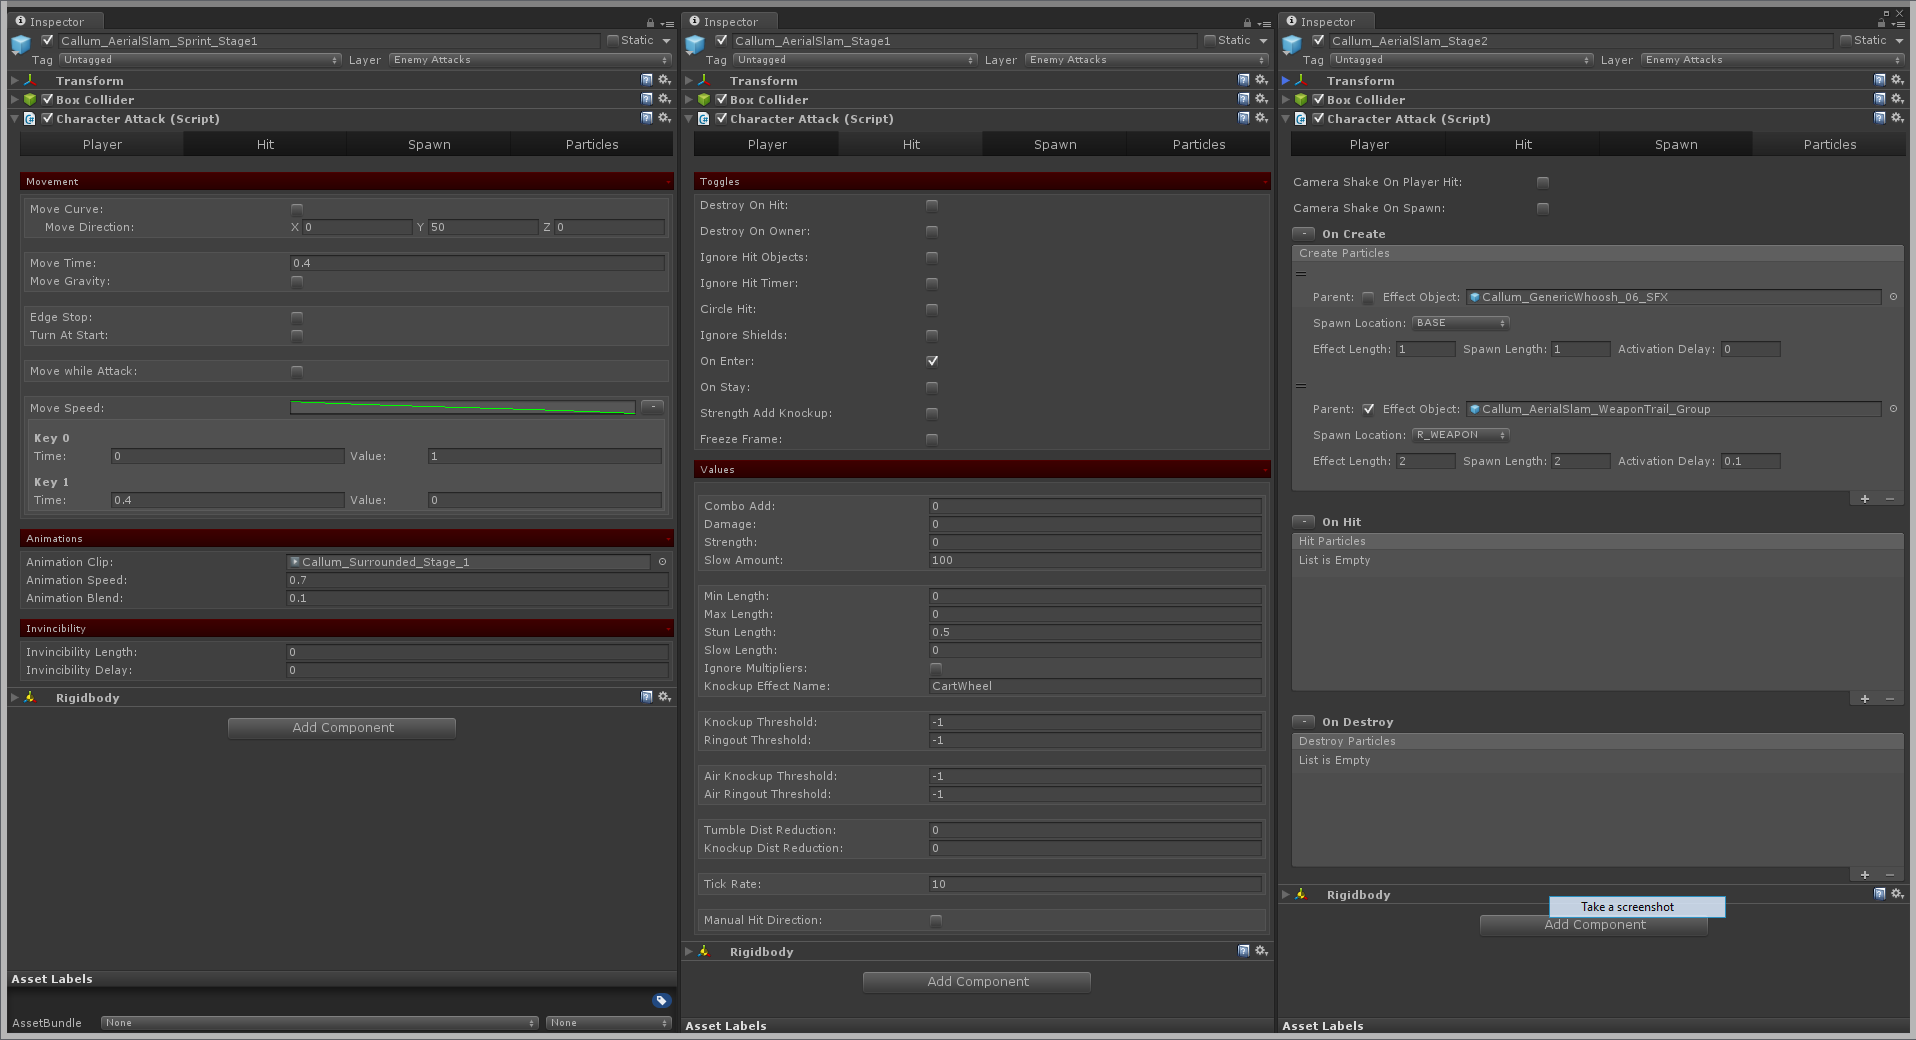 Inspector
Callum_AerialSlam_Sprint_Stage1
Static
Tag Untagged Layer Enemy Attacks
Transform
Box Collider
Character Attack (Script)
Player Hit Spawn Particles
Movement
Move Curve:
Move Direction: X 0 Y 50 Z 0
Move Time: 0.4
Move Gravity:
Edge Stop:
Turn At Start:
Move while Attack:
Move Speed: -
Key 0
Time: 0 Value: 1
Key 1
Time: 0.4 Value: 0
Animations
Animation Clip: Callum_Surrounded_Stage_1
Animation Speed: 0.7
Animation Blend: 0.1
Invincibility
Invincibility Length: 0
Invincibility Delay: 0
Rigidbody
Add Component
Asset Labels
AssetBundle None None
Inspector
Callum_AerialSlam_Stage1
Static
Tag Untagged Layer Enemy Attacks
Transform
Box Collider
Character Attack (Script)
Player Hit Spawn Particles
Toggles
Destroy On Hit:
Destroy On Owner:
Ignore Hit Objects:
Ignore Hit Timer:
Circle Hit:
Ignore Shields:
On Enter:
On Stay:
Strength Add Knockup:
Freeze Frame:
Values
Combo Add: 0
Damage: 0
Strength: 0
Slow Amount: 100
Min Length: 0
Max Length: 0
Stun Length: 0.5
Slow Length: 0
Ignore Multipliers:
Knockup Effect Name: CartWheel
Knockup Threshold: -1
Ringout Threshold: -1
Air Knockup Threshold: -1
Air Ringout Threshold: -1
Tumble Dist Reduction: 0
Knockup Dist Reduction: 0
Tick Rate: 10
Manual Hit Direction:
Rigidbody
Add Component
Asset Labels
Inspector
Callum_AerialSlam_Stage2
Static
Tag Untagged Layer Enemy Attacks
Transform
Box Collider
Character Attack (Script)
Player Hit Spawn Particles
Camera Shake On Player Hit:
Camera Shake On Spawn:
- On Create
Create Particles
Parent: Effect Object: Callum_GenericWhoosh_06_SFX
Spawn Location: BASE
Effect Length: 1 Spawn Length: 1 Activation Delay: 0
Parent: Effect Object: Callum_AerialSlam_WeaponTrail_Group
Spawn Location: R_WEAPON
Effect Length: 2 Spawn Length: 2 Activation Delay: 0.1
+ -
- On Hit
Hit Particles
List is Empty
+ -
- On Destroy
Destroy Particles
List is Empty
+ -
Rigidbody
Take a screenshot
Add Component
Asset Labels